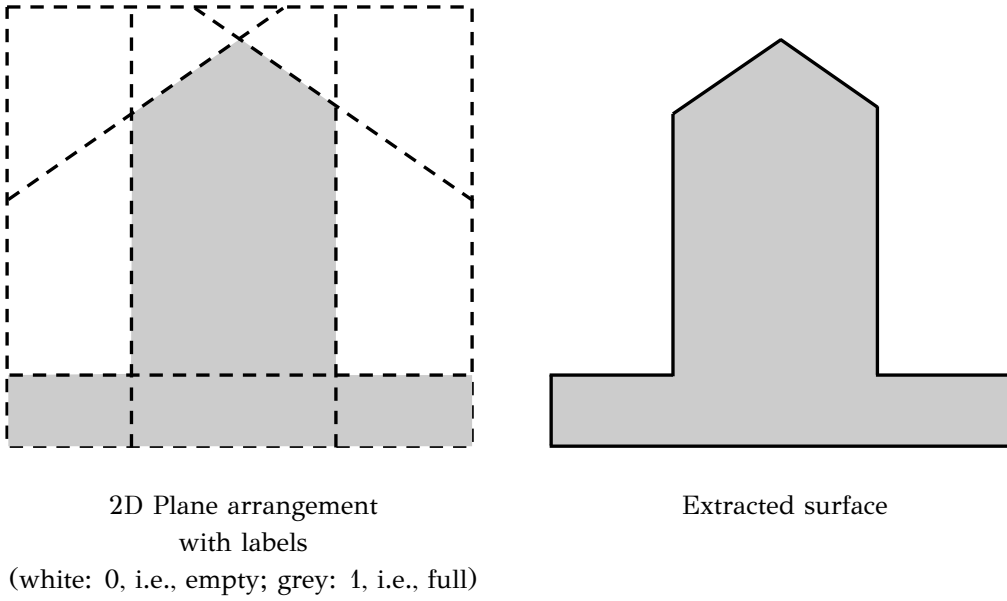 2D Plane arrangement
with labels
(white: 0, i.e., empty; grey: 1, i.e., full)
Extracted surface